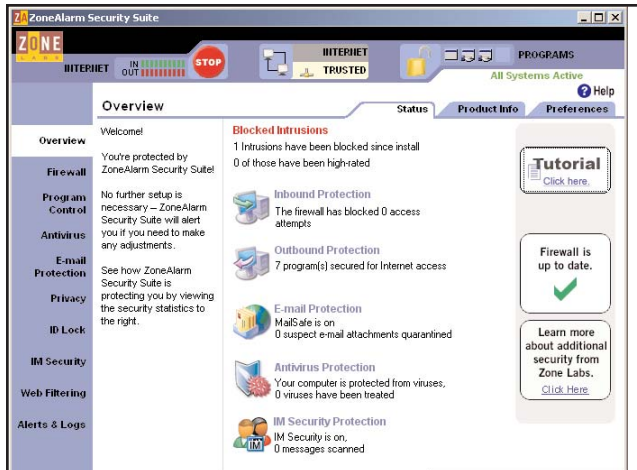 ZA ZoneAlarm Security Suite
ZONE
LABS
INTERNET
IN
OUT
STOP
INTERNET
TRUSTED
PROGRAMS
All Systems Active
? Help
Overview
Status
Product Info
Preferences
Overview
Firewall
Program
Control
Antivirus
E-mail
Protection
Privacy
ID Lock
IM Security
Web Filtering
Alerts & Logs
Welcome!
You're protected by
ZoneAlarm Security Suite!
No further setup is
necessary – ZoneAlarm
Security Suite will alert
you if you need to make
any adjustments.
See how ZoneAlarm
Security Suite is
protecting you by viewing
the security statistics to
the right.
Blocked Intrusions
1 Intrusions have been blocked since install
0 of those have been high-rated
Inbound Protection
The firewall has blocked 0 access
attempts
Outbound Protection
7 program(s) secured for Internet access
E-mail Protection
MailSafe is on
0 suspect e-mail attachments quarantined
Antivirus Protection
Your computer is protected from viruses,
0 viruses have been treated
IM
IM Security Protection
IM Security is on,
0 messages scanned
Tutorial
Click here.
Firewall is
up to date.
Learn more
about additional
security from
Zone Labs.
Click Here